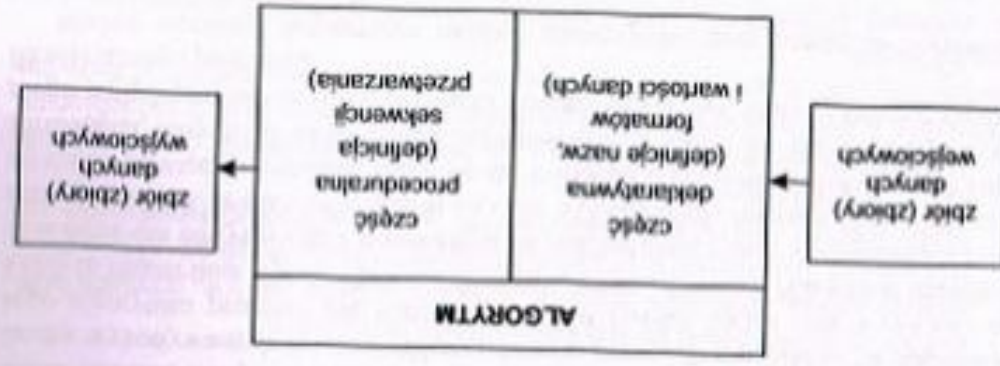 zbiór (zbiory)
danych
wejściowych
ALGORYTM
część
deklaratywna
(definicje nazw,
formatów
i wartości danych)
część
proceduralna
(definicja
sekwencji
przetwarzania)
zbiór (zbiory)
danych
wyjściowych